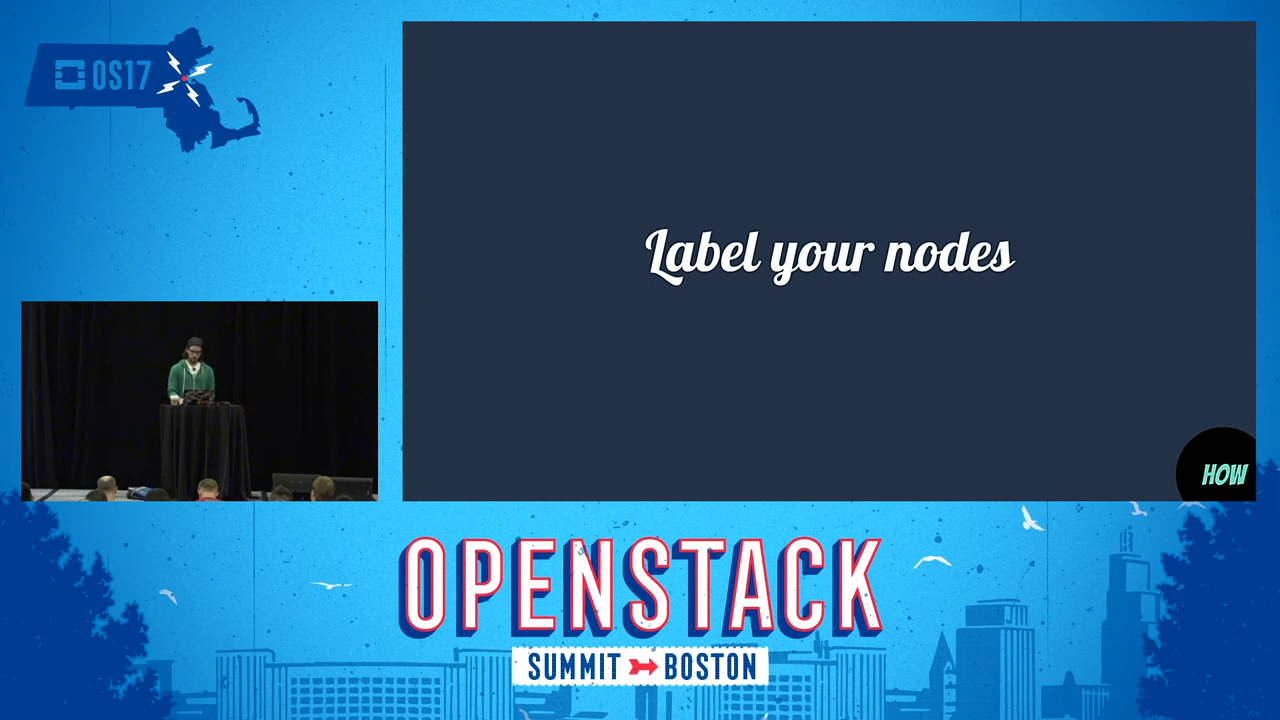 OS17
Label your nodes
HOW
OPENSTACK
SUMMIT BOSTON